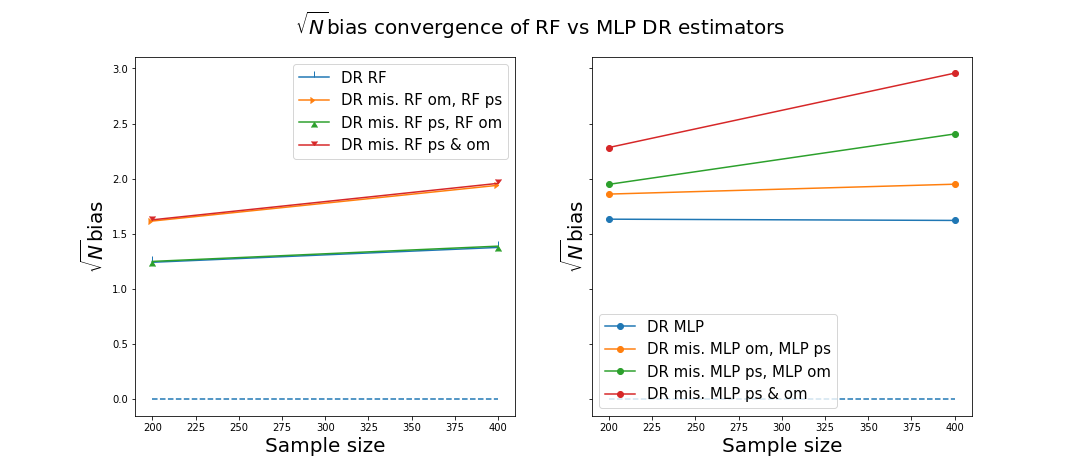 √N bias convergence of RF vs MLP DR estimators
√N bias
3.0
2.5
2.0
1.5
1.0
0.5
0.0
DR RF
DR mis. RF om, RF ps
DR mis. RF ps, RF om
DR mis. RF ps & om
200 225 250 275 300 325 350 375 400
Sample size
√N bias
DR MLP
DR mis. MLP om, MLP ps
DR mis. MLP ps, MLP om
DR mis. MLP ps & om
200 225 250 275 300 325 350 375 400
Sample size